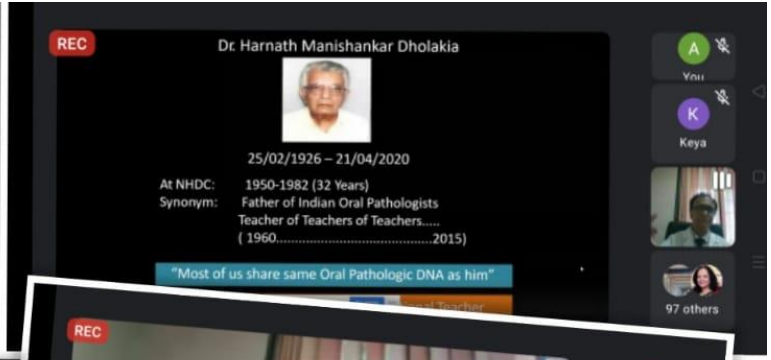 REC
Dr. Harnath Manishankar Dholakia
25/02/1926 – 21/04/2020
At NHDC: 1950-1982 (32 Years)
Synonym: Father of Indian Oral Pathologists
Teacher of Teachers of Teachers.....
( 1960...........................................2015)
"Most of us share same Oral Pathologic DNA as him"
Teacher
A
You
K
Keya
97 others
REC